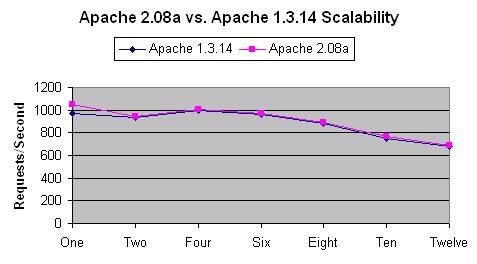 Apache 2.08a vs. Apache 1.3.14 Scalability
Apache 1.3.14 Apache 2.08a
Requests/Second
1200
1000
800
600
400
200
0
One Two Four Six Eight Ten Twelve